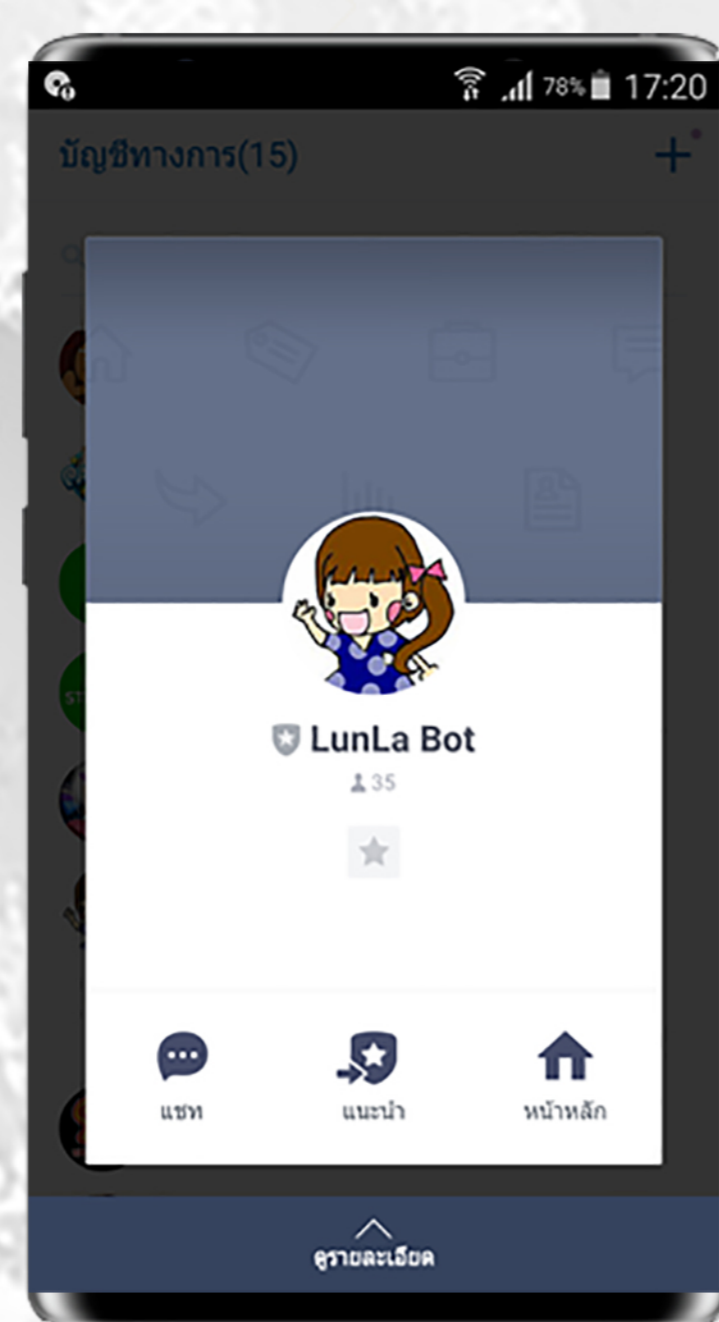 78% 17:20
บัญชีทางการ(15)
LunLa Bot
35
แชท
แนะนำ
หน้าหลัก
ดูรายละเอียด